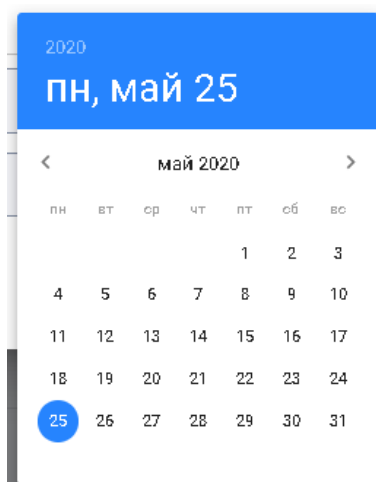 2020
пн, май 25
май 2020
пн вт ср чт пт сб вс
1 2 3
4 5 6 7 8 9 10
11 12 13 14 15 16 17
18 19 20 21 22 23 24
25 26 27 28 29 30 31